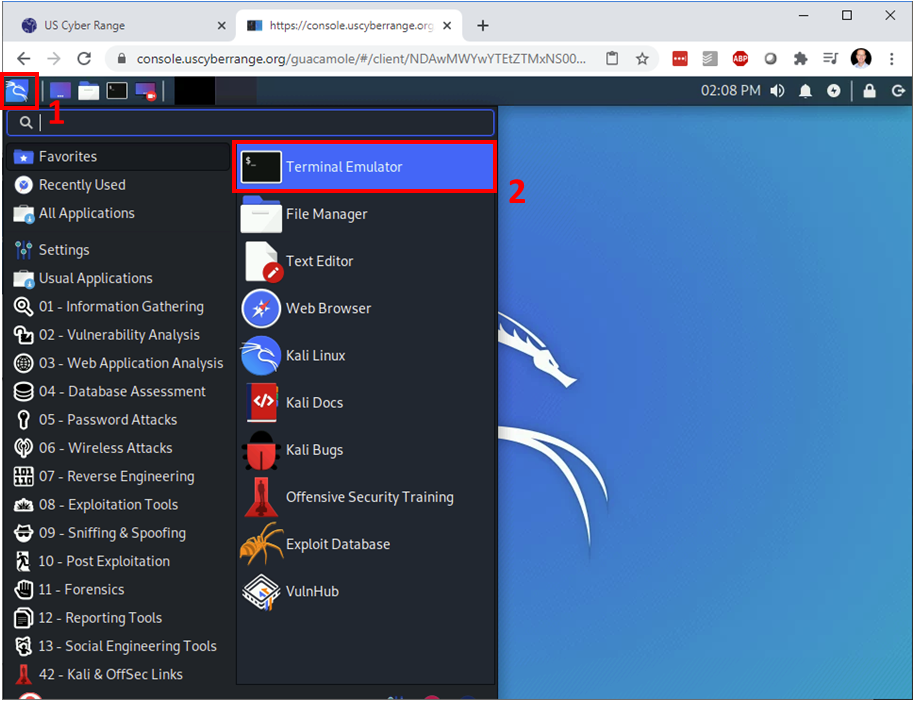 US Cyber Range
https://console.uscyberrange.org
console.uscyberrange.org/guacamole/#/client/NDAwMWYwYTEtZTMxNS00...
ABP
1
02:08 PM
Favorites
Recently Used
All Applications
Settings
Usual Applications
01 - Information Gathering
02 - Vulnerability Analysis
03 - Web Application Analysis
04 - Database Assessment
05 - Password Attacks
06 - Wireless Attacks
07 - Reverse Engineering
08 - Exploitation Tools
09 - Sniffing & Spoofing
10 - Post Exploitation
11 - Forensics
12 - Reporting Tools
13 - Social Engineering Tools
42 - Kali & OffSec Links
$_
Terminal Emulator
2
File Manager
Text Editor
Web Browser
Kali Linux
</> Kali Docs
Kali Bugs
Offensive Security Training
Exploit Database
VulnHub